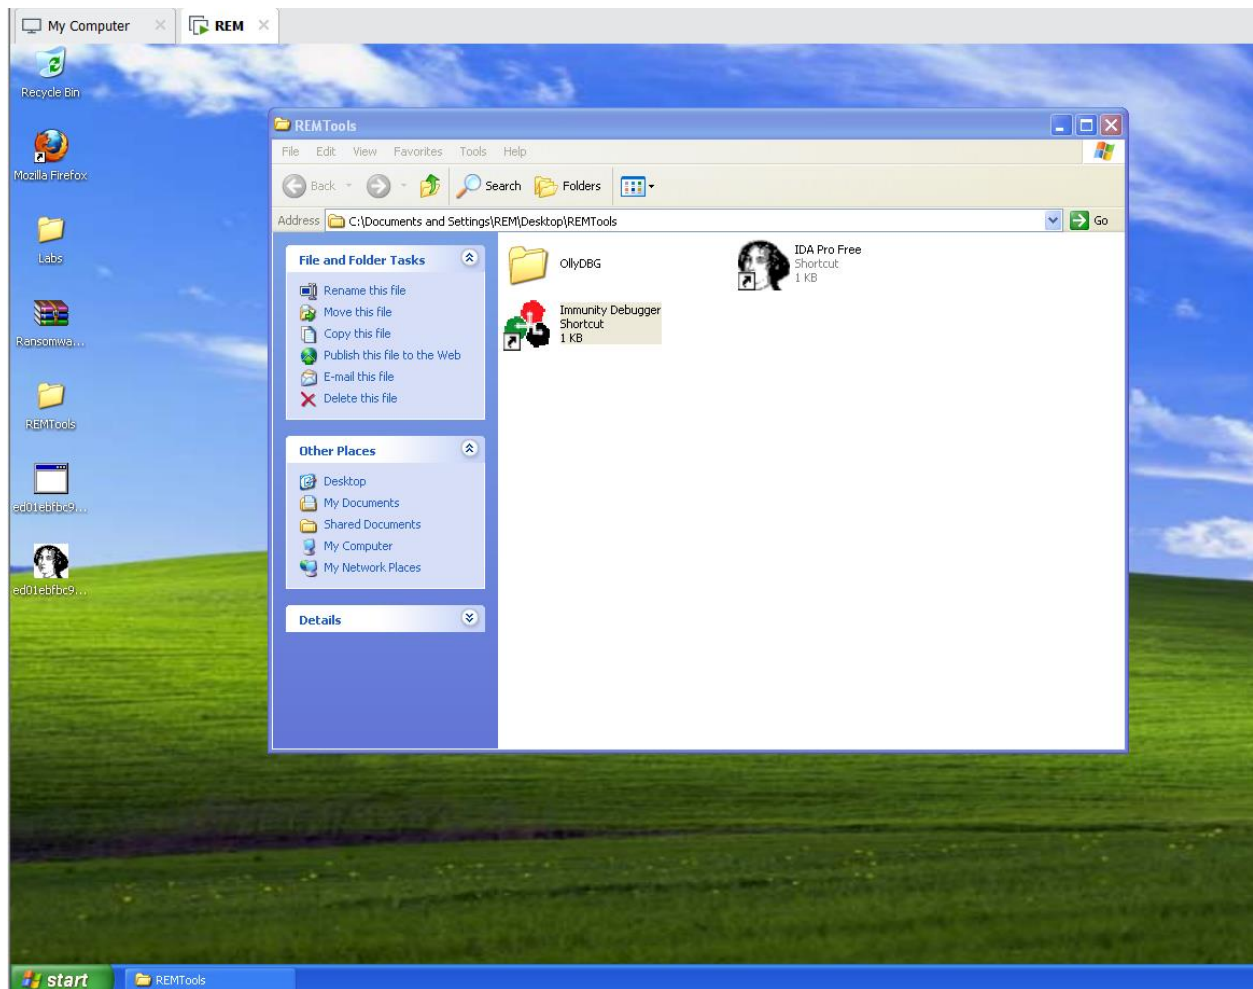 My Computer
REM
Recycle Bin
Mozilla Firefox
Labs
Ransomwa...
REMTools
ed01ebfbc9...
ed01ebfbc9...
REMTools
File Edit View Favorites Tools Help
Back Search Folders
Address C:\Documents and Settings\REM\Desktop\REMTools Go
File and Folder Tasks
Rename this file
Move this file
Copy this file
Publish this file to the Web
E-mail this file
Delete this file
Other Places
Desktop
My Documents
Shared Documents
My Computer
My Network Places
Details
OllyDBG
IDA Pro Free
Shortcut
1 KB
Immunity Debugger
Shortcut
1 KB
start
REMTools